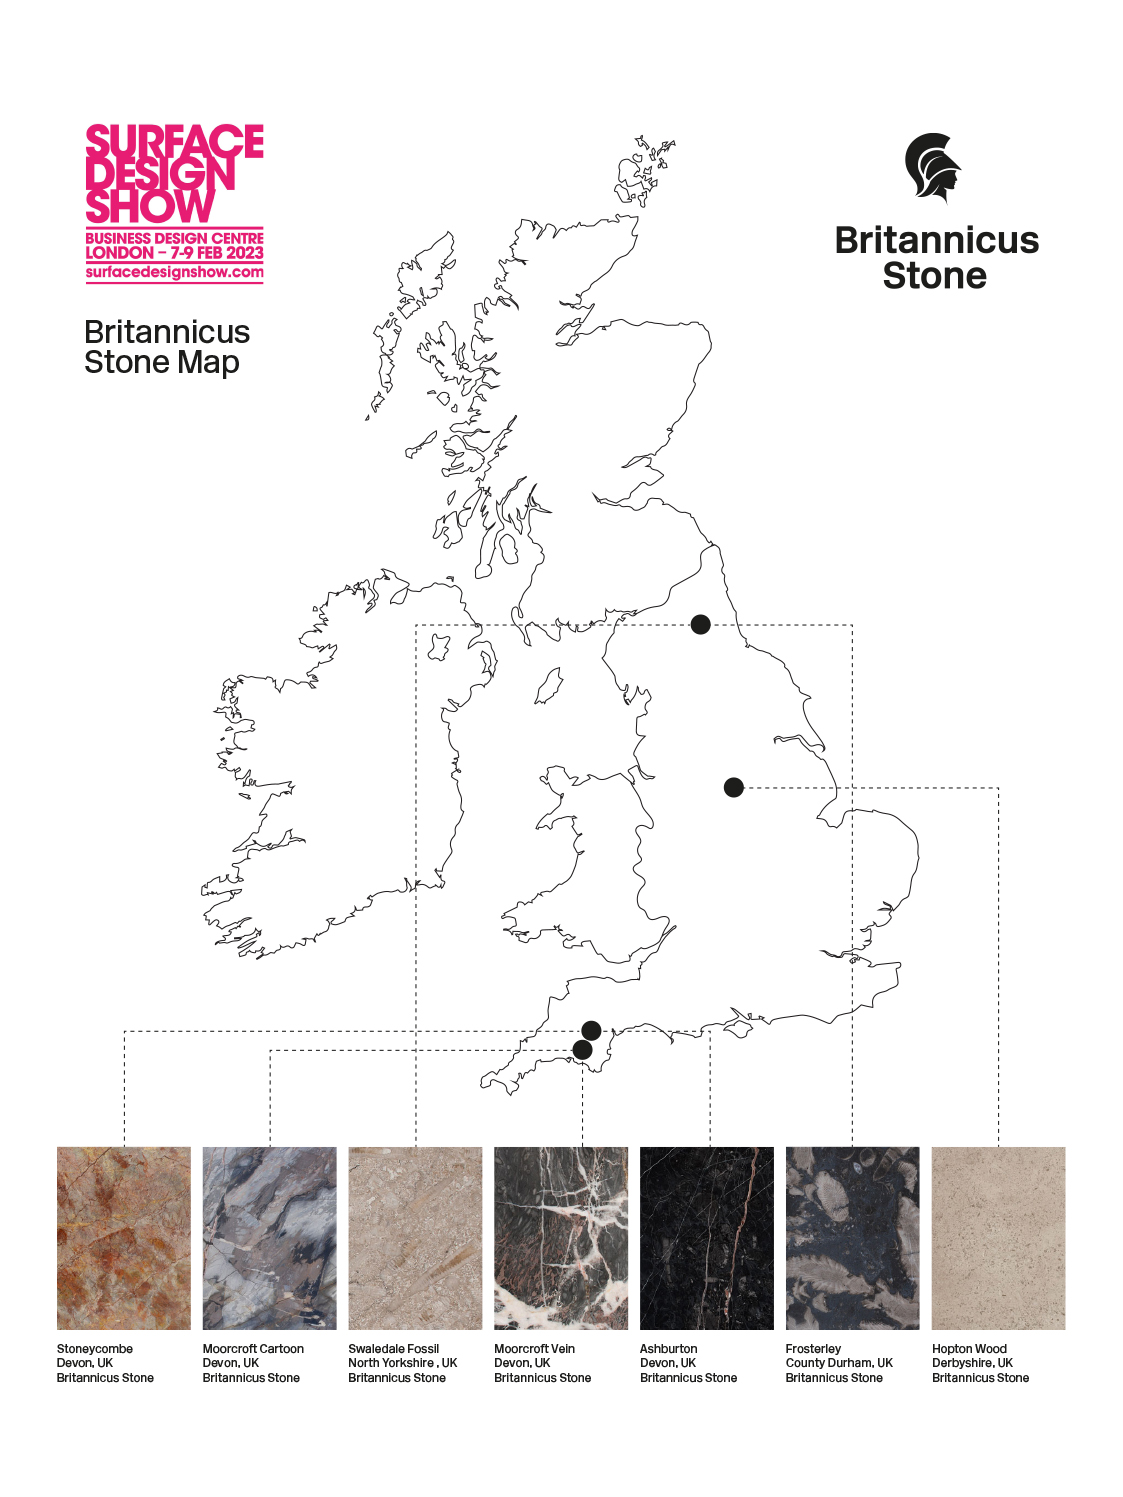 SURFACE
DESIGN
SHOW
BUSINESS DESIGN CENTRE
LONDON – 7-9 FEB 2023
surfacedesignshow.com
Britannicus
Stone
Britannicus
Stone Map
Stoneycombe
Devon, UK
Britannicus Stone
Moorcroft Cartoon
Devon, UK
Britannicus Stone
Swaledale Fossil
North Yorkshire , UK
Britannicus Stone
Moorcroft Vein
Devon, UK
Britannicus Stone
Ashburton
Devon, UK
Britannicus Stone
Frosterley
County Durham, UK
Britannicus Stone
Hopton Wood
Derbyshire, UK
Britannicus Stone